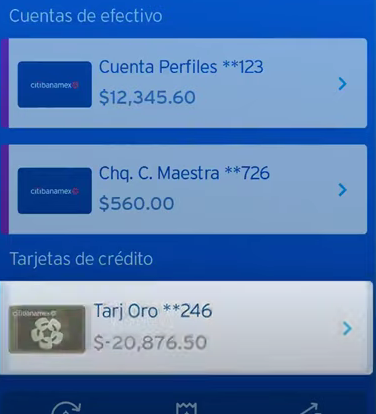 Cuentas de efectivo
Cuenta Perfiles **123
citibanamex
$12,345.60
Chq. C. Maestra **726
citibanamex
$560.00
Tarjetas de crédito
citibanamex
Tarj Oro **246
$-20,876.50